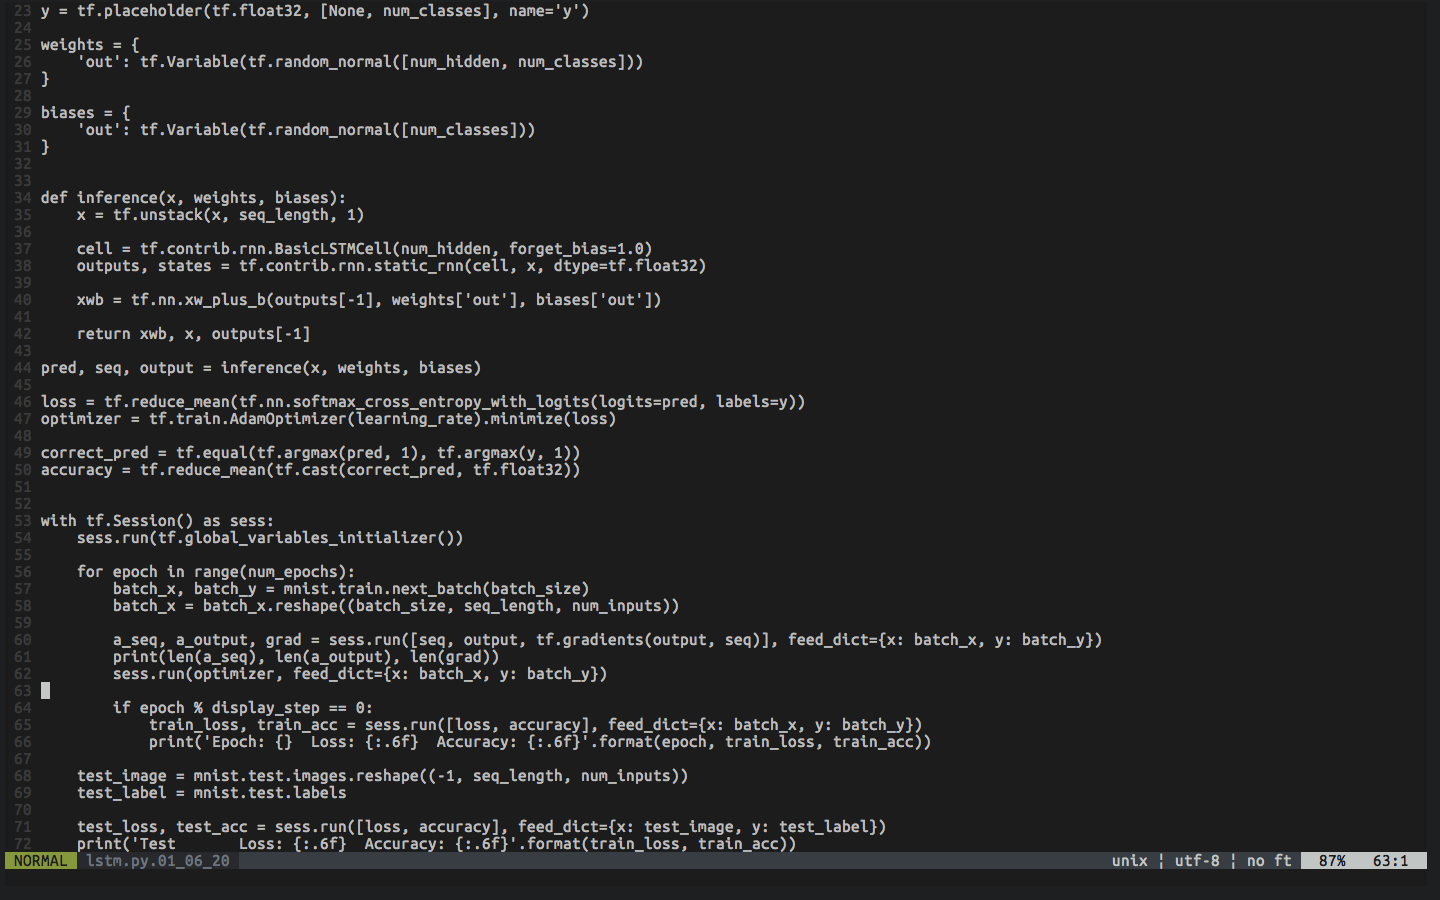 23 y = tf.placeholder(tf.float32, [None, num_classes], name='y')
24
25 weights = {
26     'out': tf.Variable(tf.random_normal([num_hidden, num_classes]))
27 }
28
29 biases = {
30     'out': tf.Variable(tf.random_normal([num_classes]))
31 }
32
33
34 def inference(x, weights, biases):
35     x = tf.unstack(x, seq_length, 1)
36
37     cell = tf.contrib.rnn.BasicLSTMCell(num_hidden, forget_bias=1.0)
38     outputs, states = tf.contrib.rnn.static_rnn(cell, x, dtype=tf.float32)
39
40     xwb = tf.nn.xw_plus_b(outputs[-1], weights['out'], biases['out'])
41
42     return xwb, x, outputs[-1]
43
44 pred, seq, output = inference(x, weights, biases)
45
46 loss = tf.reduce_mean(tf.nn.softmax_cross_entropy_with_logits(logits=pred, labels=y))
47 optimizer = tf.train.AdamOptimizer(learning_rate).minimize(loss)
48
49 correct_pred = tf.equal(tf.argmax(pred, 1), tf.argmax(y, 1))
50 accuracy = tf.reduce_mean(tf.cast(correct_pred, tf.float32))
51
52
53 with tf.Session() as sess:
54     sess.run(tf.global_variables_initializer())
55
56     for epoch in range(num_epochs):
57         batch_x, batch_y = mnist.train.next_batch(batch_size)
58         batch_x = batch_x.reshape((batch_size, seq_length, num_inputs))
59
60         a_seq, a_output, grad = sess.run([seq, output, tf.gradients(output, seq)], feed_dict={x: batch_x, y: batch_y})
61         print(len(a_seq), len(a_output), len(grad))
62         sess.run(optimizer, feed_dict={x: batch_x, y: batch_y})
63
64         if epoch % display_step == 0:
65             train_loss, train_acc = sess.run([loss, accuracy], feed_dict={x: batch_x, y: batch_y})
66             print('Epoch: {}  Loss: {:.6f}  Accuracy: {:.6f}'.format(epoch, train_loss, train_acc))
67
68     test_image = mnist.test.images.reshape((-1, seq_length, num_inputs))
69     test_label = mnist.test.labels
70
71     test_loss, test_acc = sess.run([loss, accuracy], feed_dict={x: test_image, y: test_label})
72     print('Test       Loss: {:.6f}  Accuracy: {:.6f}'.format(train_loss, train_acc))
NORMAL lstm.py.01_06_20 unix ¦ utf-8 ¦ no ft 87% 63:1